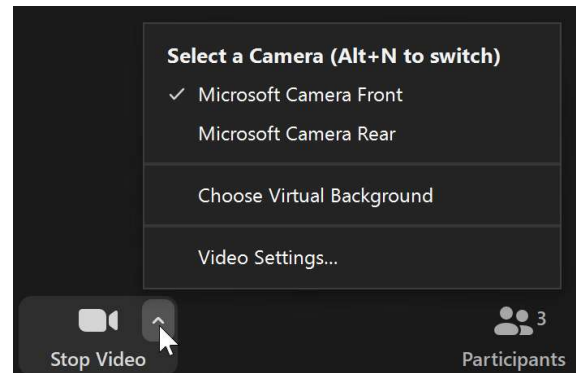 Select a Camera (Alt+N to switch)
Microsoft Camera Front
Microsoft Camera Rear
Choose Virtual Background
Video Settings...
3
Stop Video
Participants